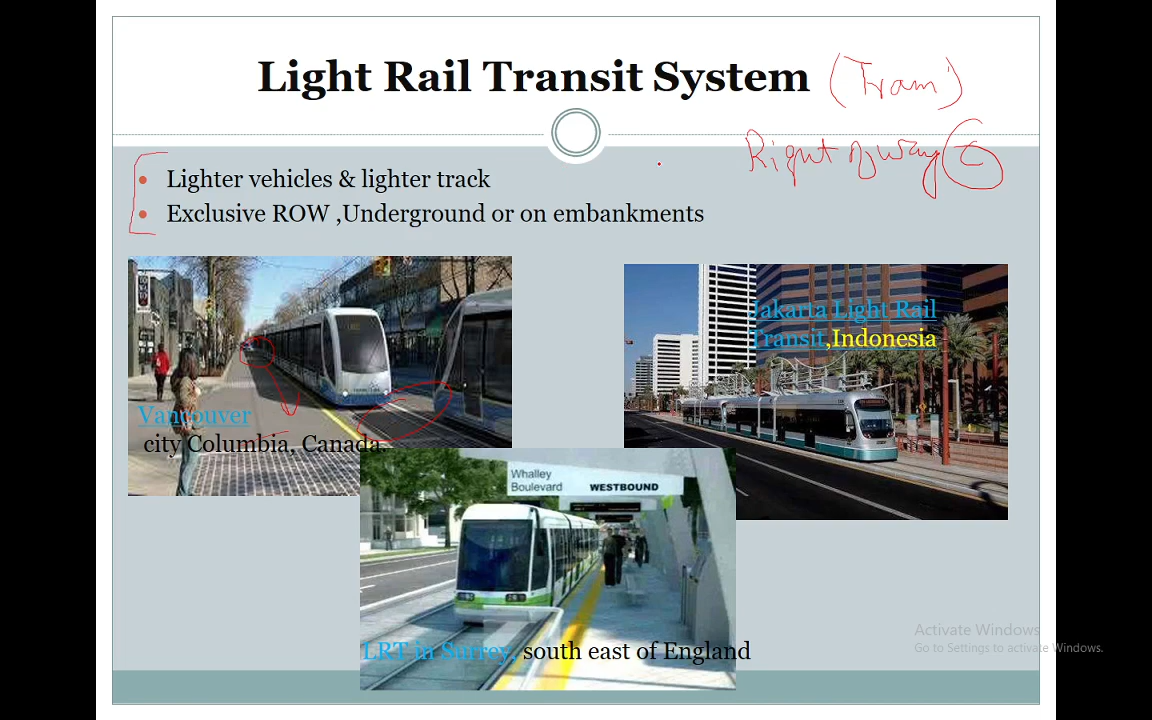 Light Rail Transit System (Tram)
Right of way C
• Lighter vehicles & lighter track
• Exclusive ROW ,Underground or on embankments
Jakarta Light Rail
Transit,Indonesia
Vancouver
city Columbia, Canada.
Whalley
Boulevard WESTBOUND
Activate Windows
Go to Settings to activate Windows.
LRT in Surrey, south east of England